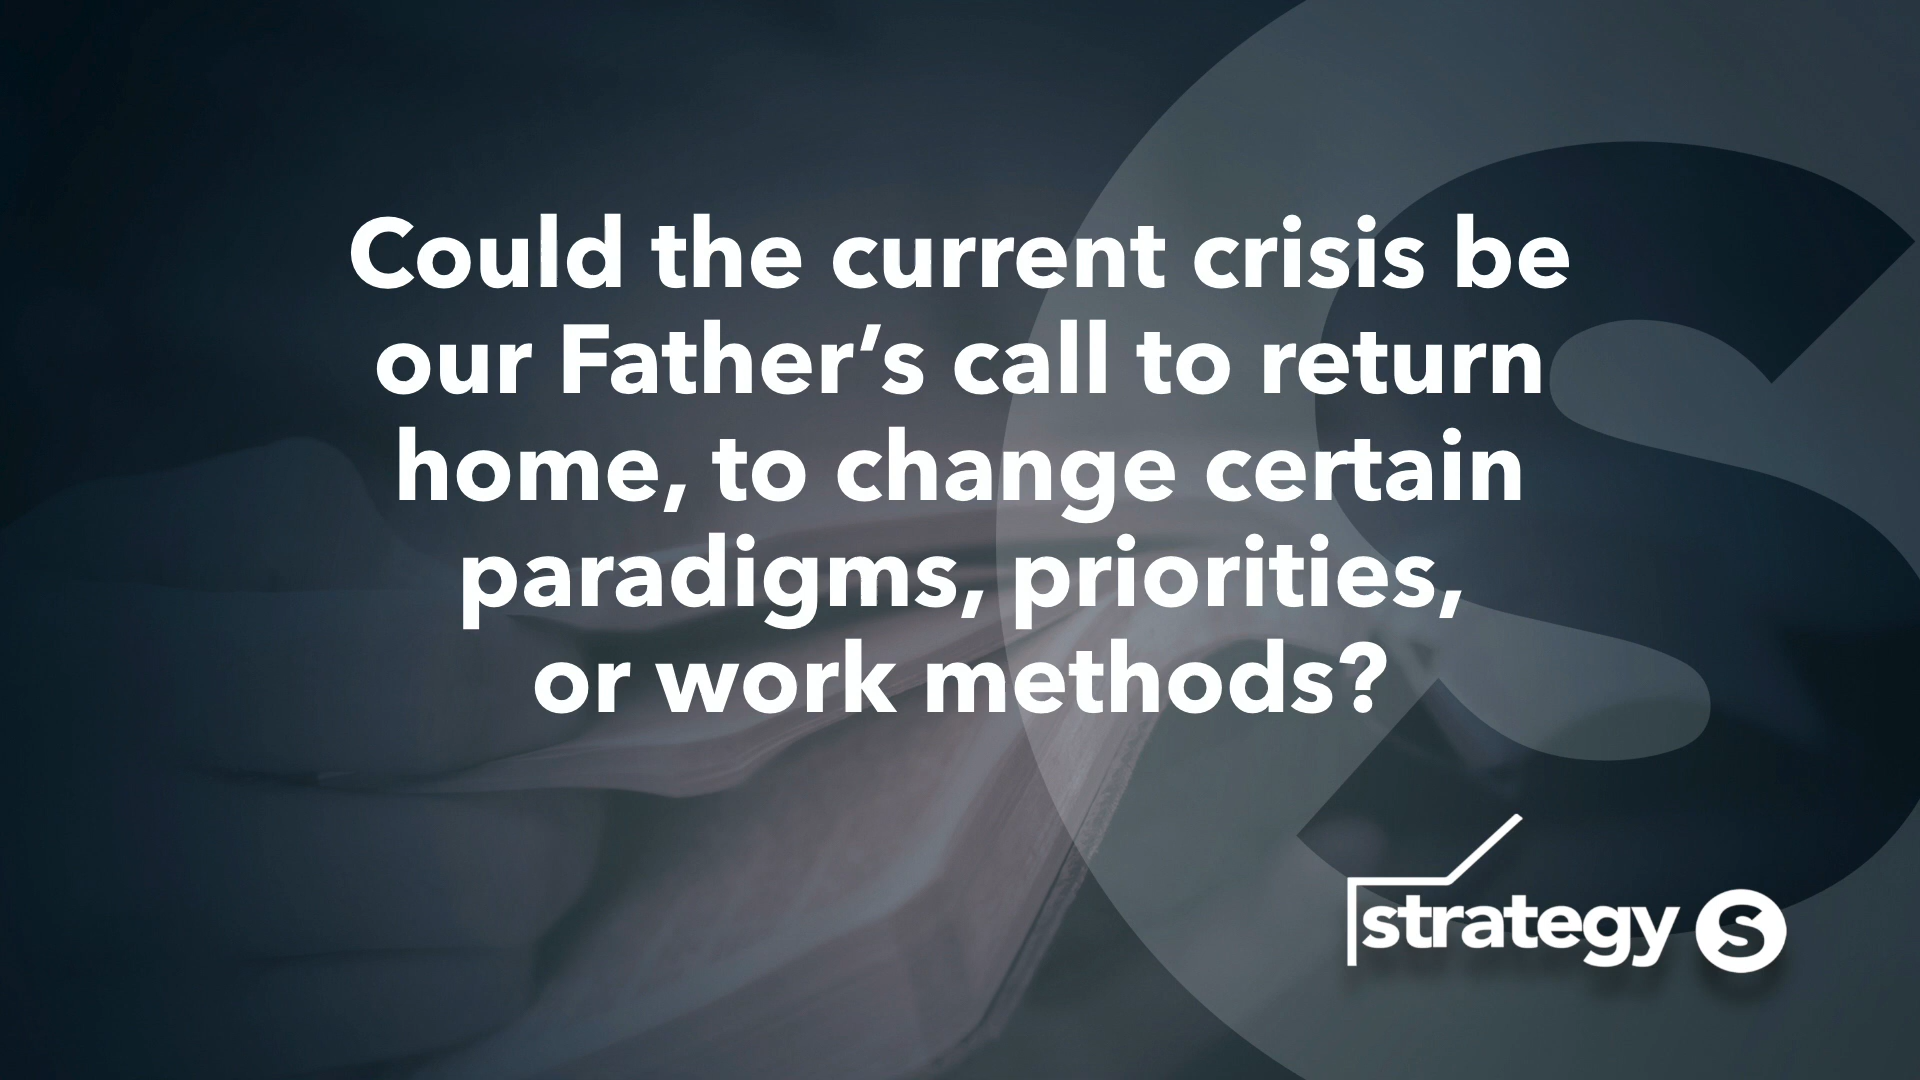 Could the current crisis be
our Father’s call to return
home, to change certain
paradigms, priorities,
or work methods?
strategy S